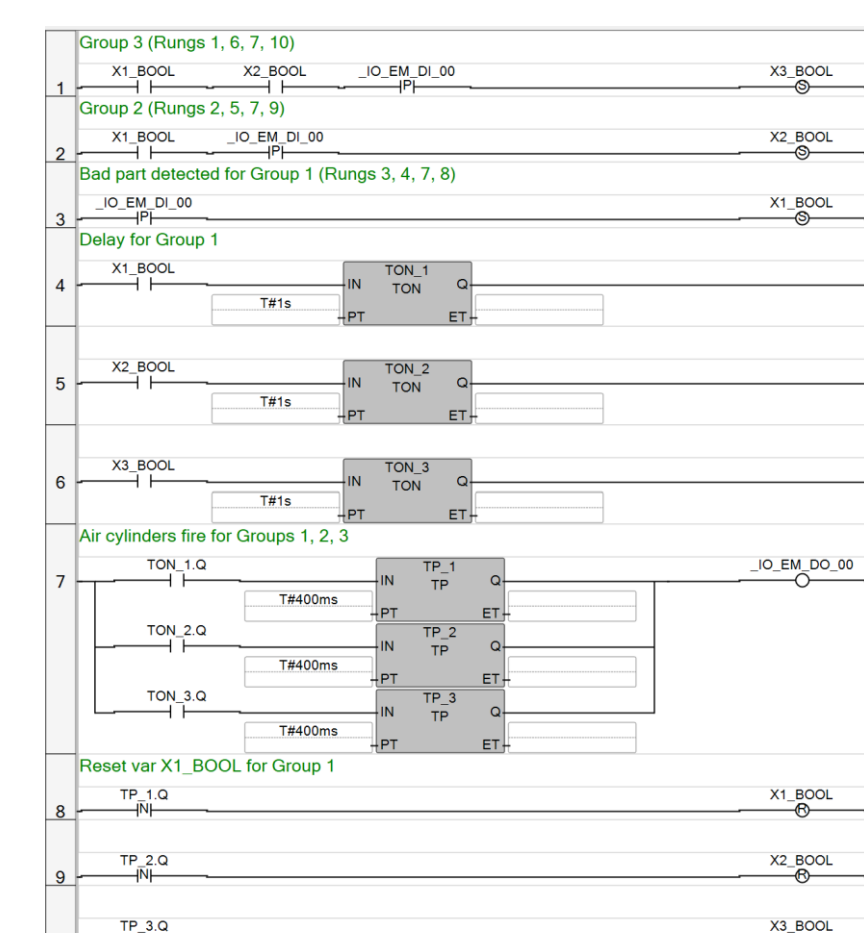 Group 3 (Rungs 1, 6, 7, 10)
X1_BOOL X2_BOOL _IO_EM_DI_00 X3_BOOL
1 P S
Group 2 (Rungs 2, 5, 7, 9)
X1_BOOL _IO_EM_DI_00 X2_BOOL
2 P S
Bad part detected for Group 1 (Rungs 3, 4, 7, 8)
_IO_EM_DI_00 X1_BOOL
3 P S
Delay for Group 1
X1_BOOL TON_1
4 IN TON Q
T#1s
PT ET
X2_BOOL TON_2
5 IN TON Q
T#1s
PT ET
X3_BOOL TON_3
6 IN TON Q
T#1s
PT ET
Air cylinders fire for Groups 1, 2, 3
TON_1.Q TP_1 _IO_EM_DO_00
7 IN TP Q
T#400ms
PT ET
TON_2.Q TP_2
IN TP Q
T#400ms
PT ET
TON_3.Q TP_3
IN TP Q
T#400ms
PT ET
Reset var X1_BOOL for Group 1
TP_1.Q X1_BOOL
8 N R
TP_2.Q X2_BOOL
9 N R
TP_3.Q X3_BOOL